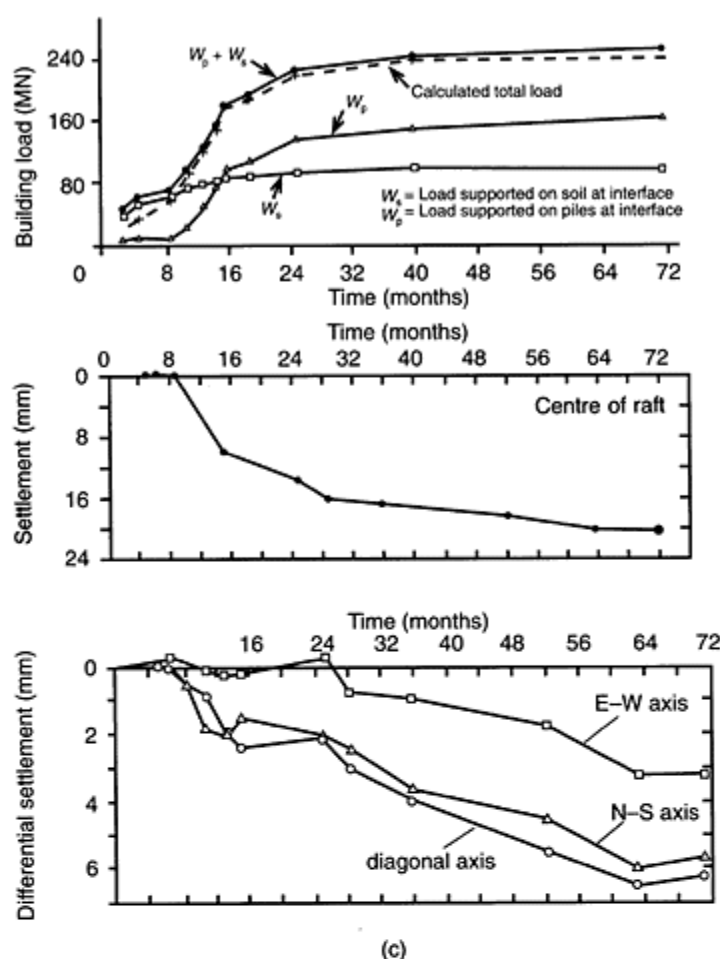 240
160
80
Building load (MN)
Wp + Ws
Calculated total load
Wp
Ws
Ws = Load supported on soil at interface
Wp = Load supported on piles at interface
0 8 16 24 32 40 48 56 64 72
Time (months)
Time (months)
0 8 16 25 32 36 40 48 56 64 72
0
8
16
24
Settlement (mm)
Centre of raft
Time (months)
16 24 32 40 48 56 64 72
0
2
4
6
Differential settlement (mm)
E–W axis
N–S axis
diagonal axis
(c)